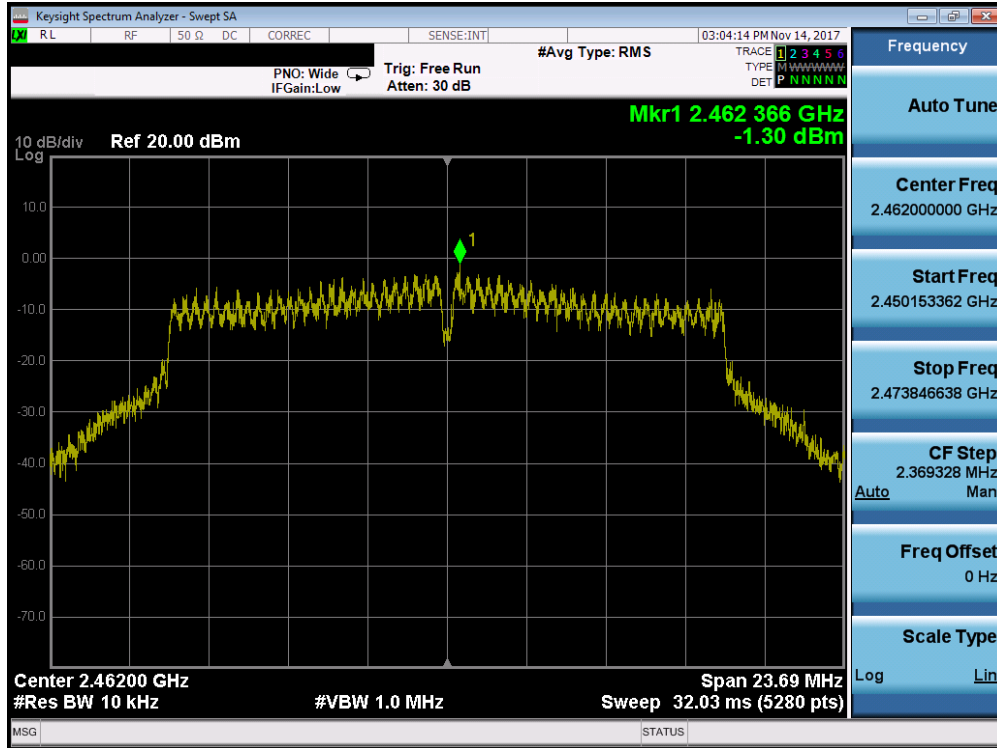 Keysight Spectrum Analyzer - Swept SA
LXI RL RF 50 Ω DC CORREC SENSE:INT 03:04:14 PM Nov 14, 2017
#Avg Type: RMS TRACE 1 2 3 4 5 6
PNO: Wide Trig: Free Run TYPE M WWWWW
IFGain:Low Atten: 30 dB DET P N N N N N
Mkr1 2.462 366 GHz
-1.30 dBm
10 dB/div Ref 20.00 dBm
Log
1
10.0
0.00
-10.0
-20.0
-30.0
-40.0
-50.0
-60.0
-70.0
Center 2.46200 GHz Span 23.69 MHz
#Res BW 10 kHz #VBW 1.0 MHz Sweep 32.03 ms (5280 pts)
MSG STATUS
Frequency
Auto Tune
Center Freq
2.462000000 GHz
Start Freq
2.450153362 GHz
Stop Freq
2.473846638 GHz
CF Step
2.369328 MHz
Auto Man
Freq Offset
0 Hz
Scale Type
Log Lin